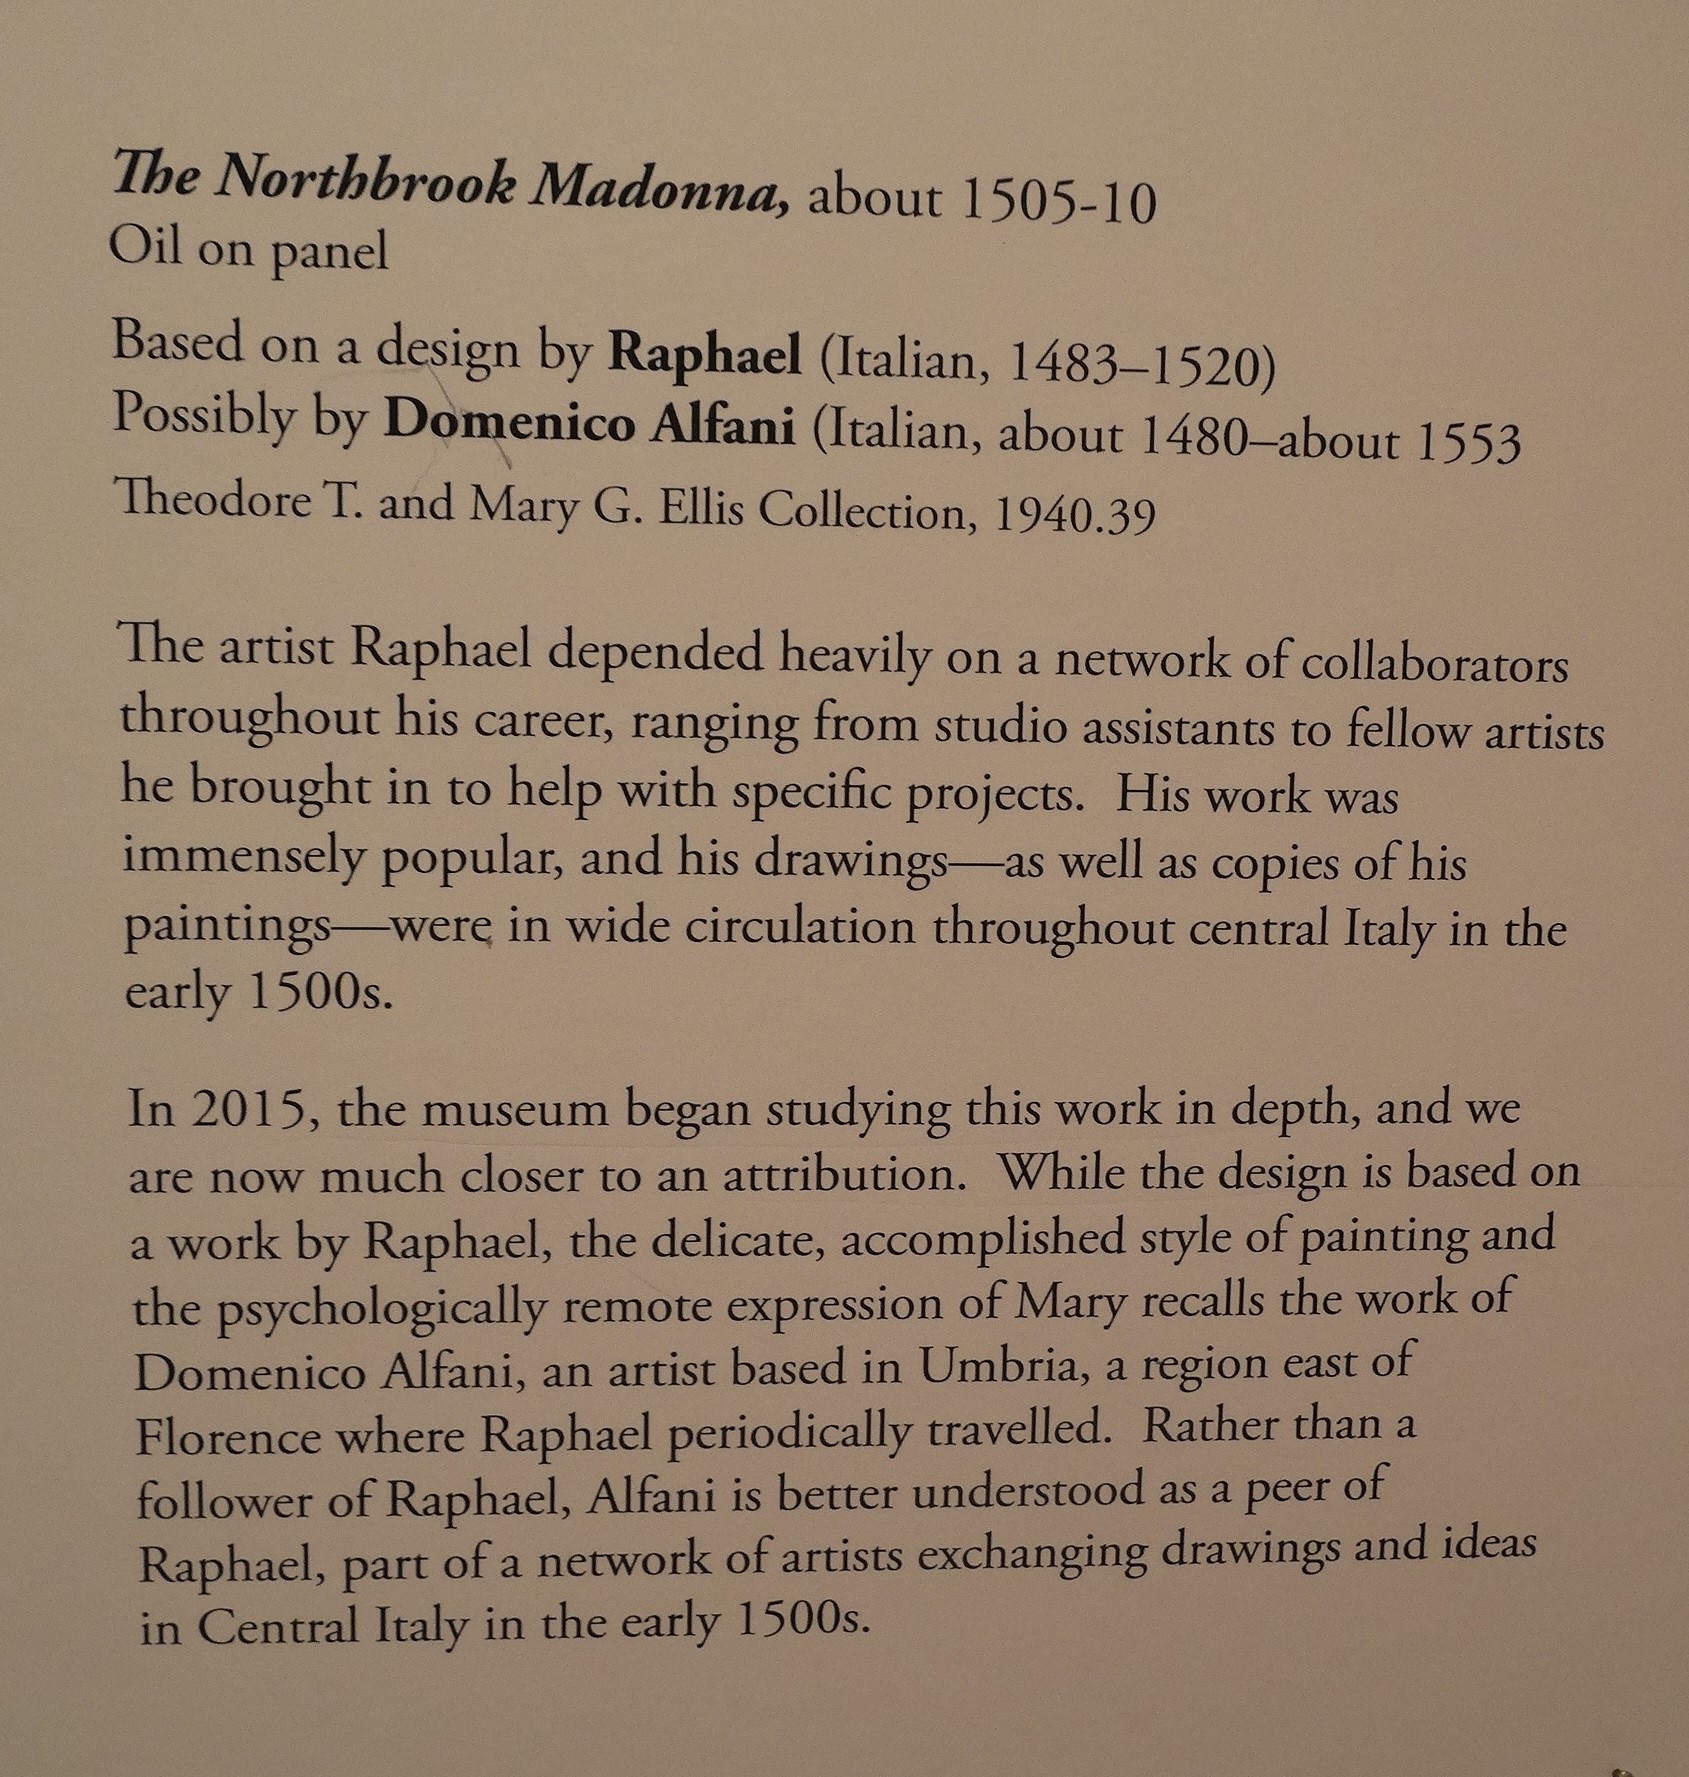 The Northbrook Madonna, about 1505-10
Oil on panel
Based on a design by Raphael (Italian, 1483–1520)
Possibly by Domenico Alfani (Italian, about 1480–about 1553
Theodore T. and Mary G. Ellis Collection, 1940.39
The artist Raphael depended heavily on a network of collaborators
throughout his career, ranging from studio assistants to fellow artists
he brought in to help with specific projects.  His work was
immensely popular, and his drawings—as well as copies of his
paintings—were in wide circulation throughout central Italy in the
early 1500s.
In 2015, the museum began studying this work in depth, and we
are now much closer to an attribution.  While the design is based on
a work by Raphael, the delicate, accomplished style of painting and
the psychologically remote expression of Mary recalls the work of
Domenico Alfani, an artist based in Umbria, a region east of
Florence where Raphael periodically travelled.  Rather than a
follower of Raphael, Alfani is better understood as a peer of
Raphael, part of a network of artists exchanging drawings and ideas
in Central Italy in the early 1500s.